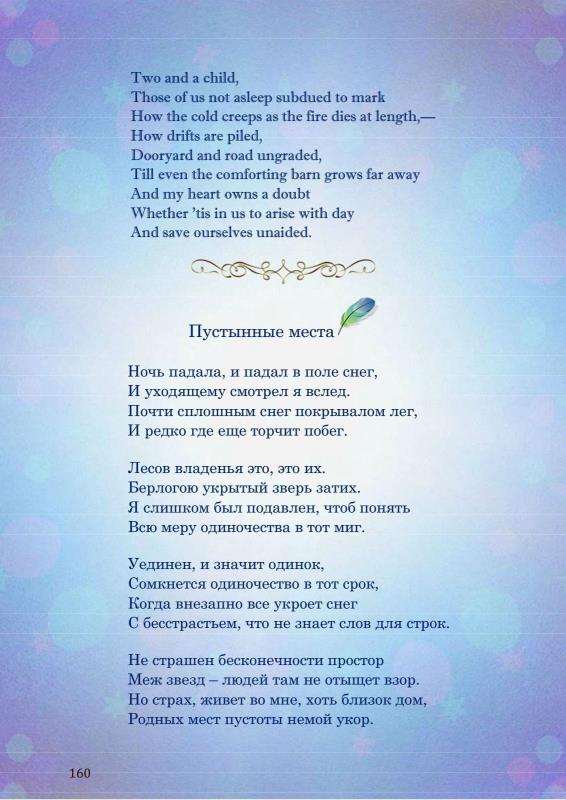 Two and a child,
Those of us not asleep subdued to mark
How the cold creeps as the fire dies at length,—
How drifts are piled,
Dooryard and road ungraded,
Till even the comforting barn grows far away
And my heart owns a doubt
Whether ’tis in us to arise with day
And save ourselves unaided.
Пустынные места
Ночь падала, и падал в поле снег,
И уходящему смотрел я вслед.
Почти сплошным снег покрывалом лег,
И редко где еще торчит побег.
Лесов владенья это, это их.
Берлогою укрытый зверь затих.
Я слишком был подавлен, чтоб понять
Всю меру одиночества в тот миг.
Уединен, и значит одинок,
Сомкнется одиночество в тот срок,
Когда внезапно все укроет снег
С бесстрастьем, что не знает слов для строк.
Не страшен бесконечности простор
Меж звезд – людей там не отыщет взор.
Но страх, живет во мне, хоть близок дом,
Родных мест пустоты немой укор.
160